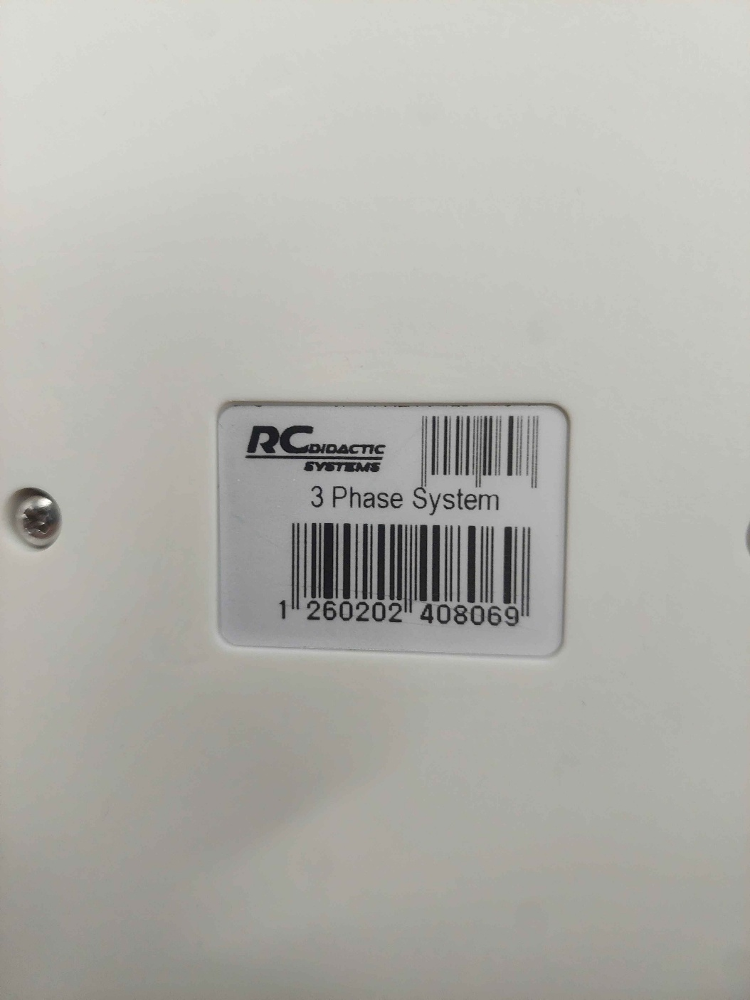 RC DIDACTIC
SYSTEMS
3 Phase System
1 260202 408069